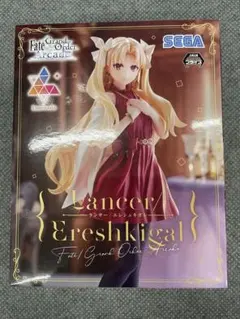 Fate/Grand Order
Arcade
SEGA
Lancer/
ランサー/エレシュキガル
Ereshkigal
Fate/Grand Order Arcade